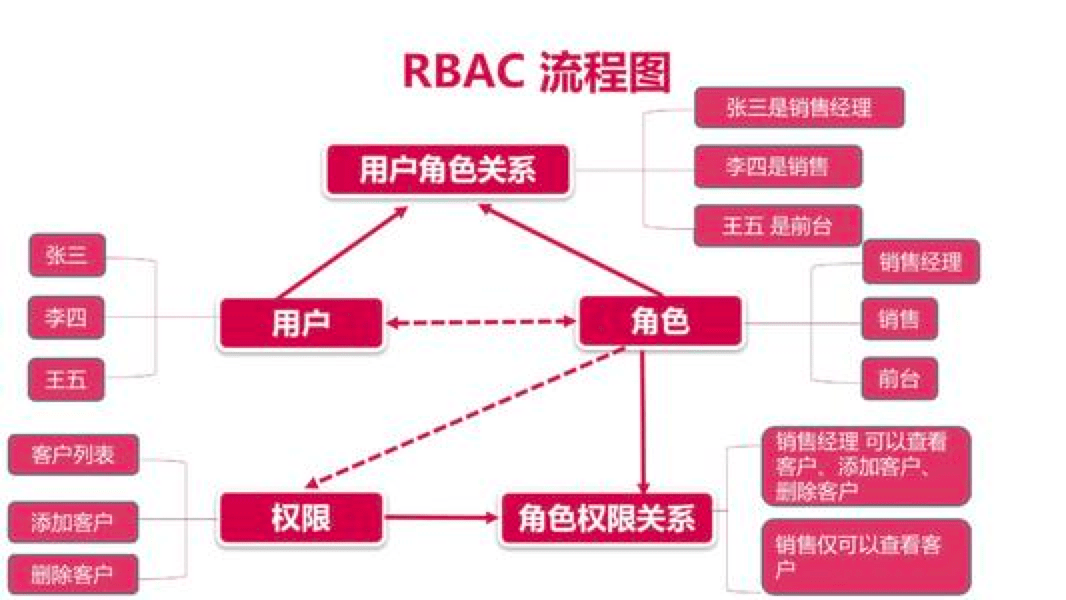 RBAC 流程图
张三是销售经理
用户角色关系
李四是销售
王五 是前台
张三
李四
王五
用户
角色
销售经理
销售
前台
客户列表
添加客户
删除客户
权限
角色权限关系
销售经理 可以查看
客户、添加客户、
删除客户
销售仅可以查看客
户